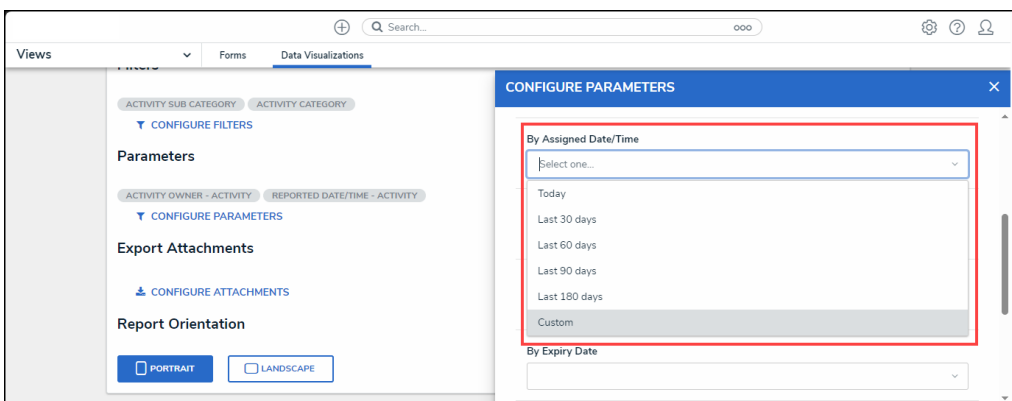 Search...
ooo
Views
Forms
Data Visualizations
Filters
ACTIVITY SUB CATEGORY
ACTIVITY CATEGORY
CONFIGURE FILTERS
Parameters
ACTIVITY OWNER - ACTIVITY
REPORTED DATE/TIME - ACTIVITY
CONFIGURE PARAMETERS
Export Attachments
CONFIGURE ATTACHMENTS
Report Orientation
PORTRAIT
LANDSCAPE
CONFIGURE PARAMETERS
By Assigned Date/Time
Select one...
Today
Last 30 days
Last 60 days
Last 90 days
Last 180 days
Custom
By Expiry Date